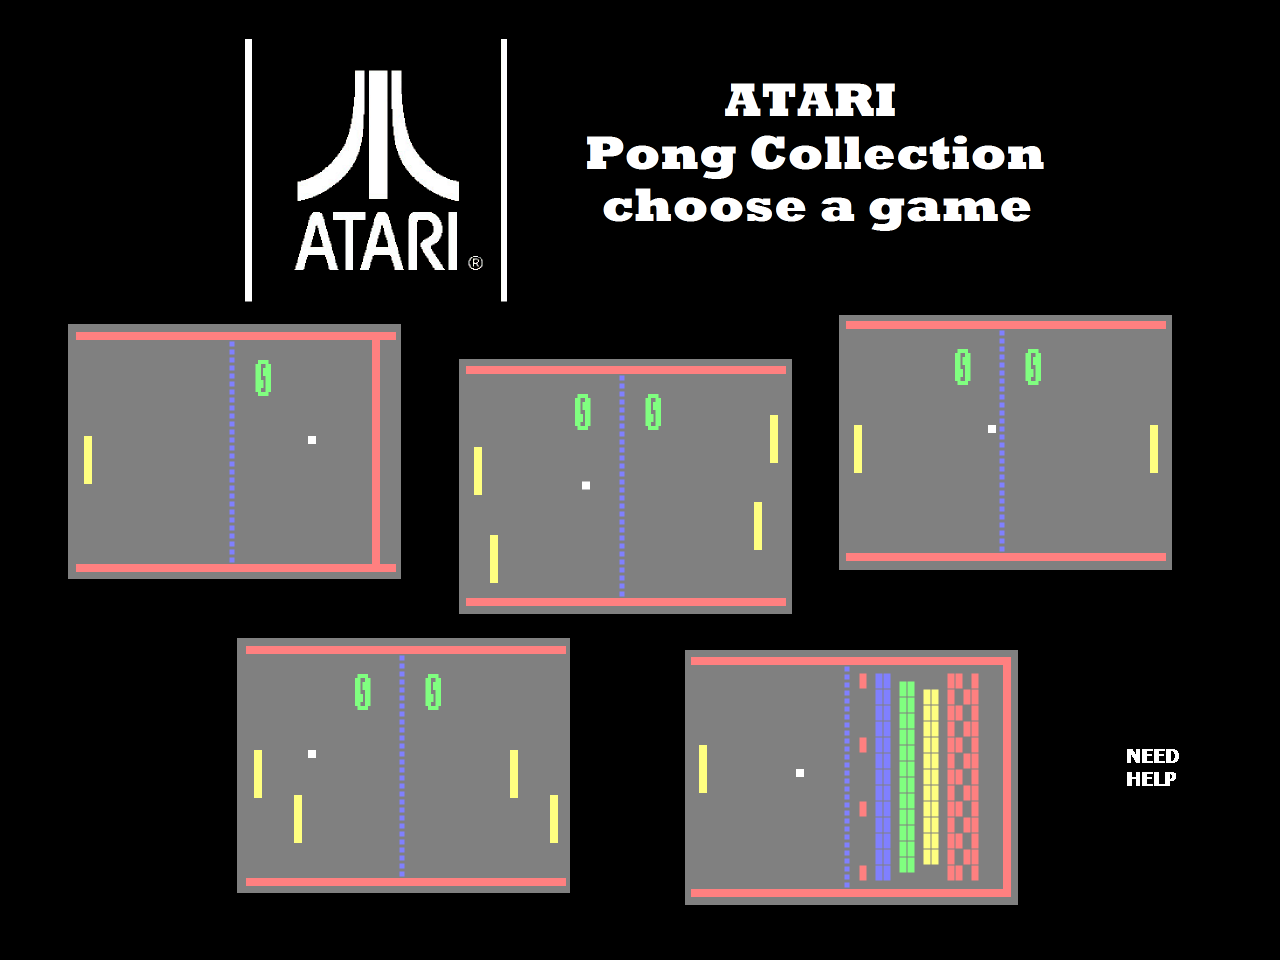 ATARI®
ATARI
Pong Collection
choose a game
0
0 0
0 0
0 0
NEED
HELP